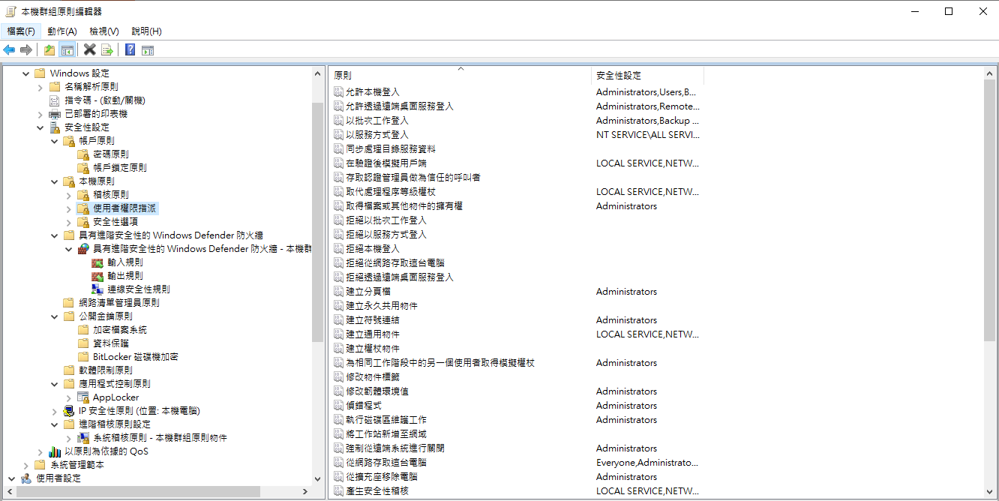 本機群組原則編輯器
檔案(F) 動作(A) 檢視(V) 說明(H)
Windows 設定
名稱解析原則
指令碼 - (啟動/關機)
已部署的印表機
安全性設定
帳戶原則
密碼原則
帳戶鎖定原則
本機原則
稽核原則
使用者權限指派
安全性選項
具有進階安全性的 Windows Defender 防火牆
具有進階安全性的 Windows Defender 防火牆 - 本機群
輸入規則
輸出規則
連線安全性規則
網路清單管理員原則
公開金鑰原則
加密檔案系統
資料保護
BitLocker 磁碟機加密
軟體限制原則
應用程式控制原則
AppLocker
IP 安全性原則 (位置: 本機電腦)
進階稽核原則設定
系統稽核原則 - 本機群組原則物件
以原則為依據的 QoS
系統管理範本
使用者設定
原則 安全性設定
允許本機登入 Administrators,Users,B...
允許透過遠端桌面服務登入 Administrators,Remote...
以批次工作登入 Administrators,Backup ...
以服務方式登入 NT SERVICE\ALL SERVI...
同步處理目錄服務資料
在驗證後模擬用戶端 LOCAL SERVICE,NETW...
存取認證管理員做為信任的呼叫者
取代處理程序等級權杖 LOCAL SERVICE,NETW...
取得檔案或其他物件的擁有權 Administrators
拒絕以批次工作登入
拒絕以服務方式登入
拒絕本機登入
拒絕從網路存取這台電腦
拒絕透過遠端桌面服務登入
建立分頁檔 Administrators
建立永久共用物件
建立符號連結 Administrators
建立通用物件 LOCAL SERVICE,NETW...
建立權杖物件
為相同工作階段中的另一個使用者取得模擬權杖 Administrators
修改物件標籤
修改韌體環境值 Administrators
偵錯程式 Administrators
執行磁碟區維護工作 Administrators
將工作站新增至網域
強制從遠端系統進行關閉 Administrators
從網路存取這台電腦 Everyone,Administrato...
從擴充座移除電腦 Administrators
產生安全性稽核 LOCAL SERVICE,NETW...